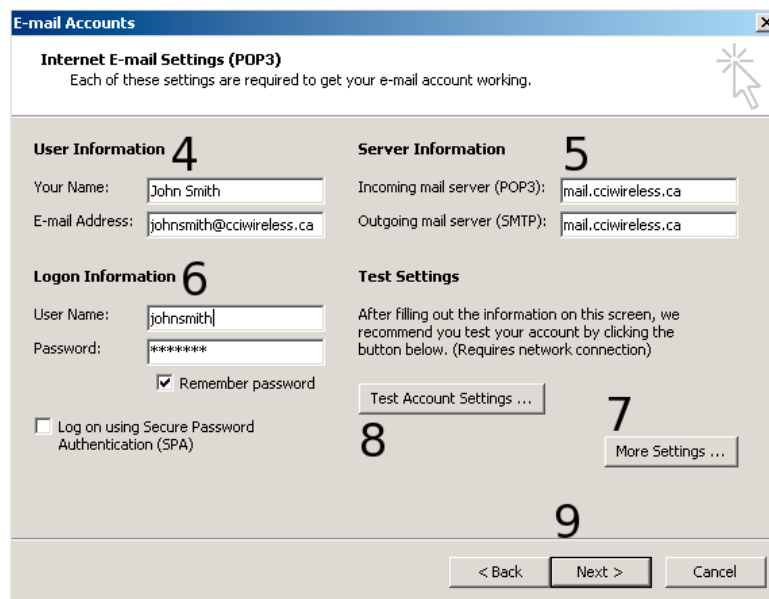 E-mail Accounts
Internet E-mail Settings (POP3)
Each of these settings are required to get your e-mail account working.
User Information 4
Your Name: John Smith
E-mail Address: johnsmith@cciwireless.ca
Server Information 5
Incoming mail server (POP3): mail.cciwireless.ca
Outgoing mail server (SMTP): mail.cciwireless.ca
Logon Information 6
User Name: johnsmith
Password: *******
Remember password
Log on using Secure Password
Authentication (SPA)
Test Settings
After filling out the information on this screen, we
recommend you test your account by clicking the
button below. (Requires network connection)
Test Account Settings ...
8
7
More Settings ...
9
< Back
Next >
Cancel